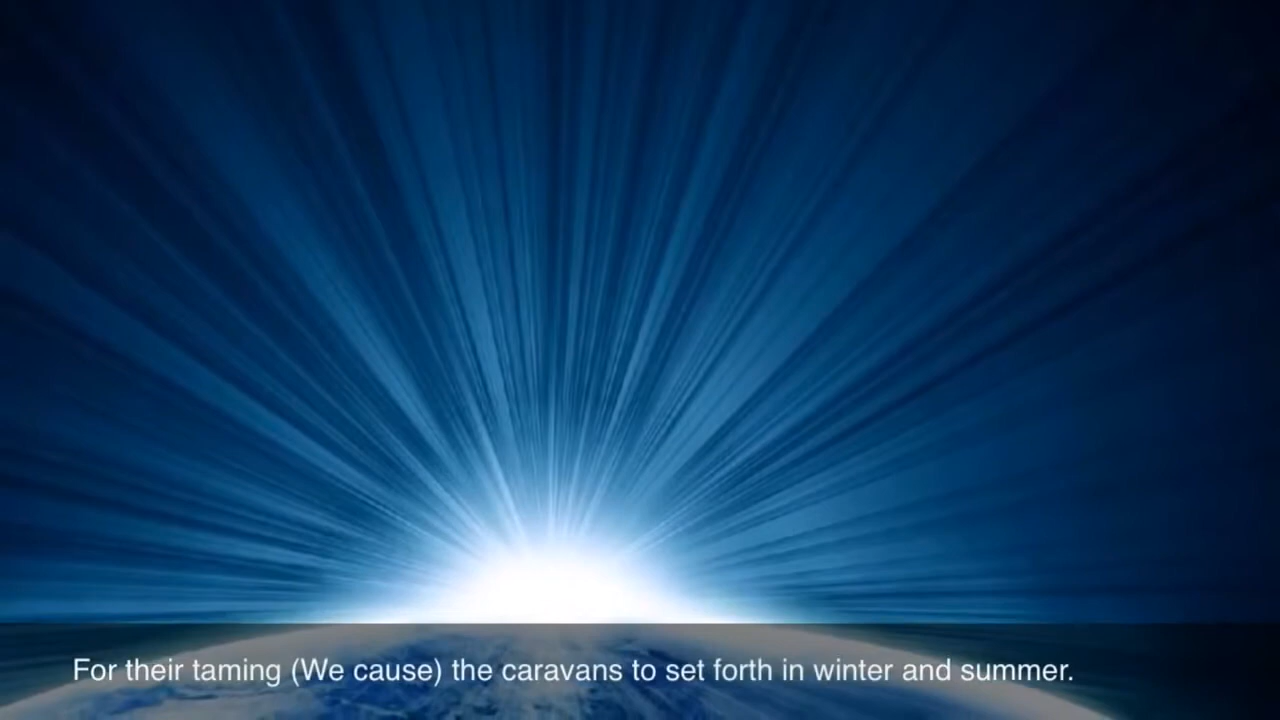 For their taming (We cause) the caravans to set forth in winter and summer.